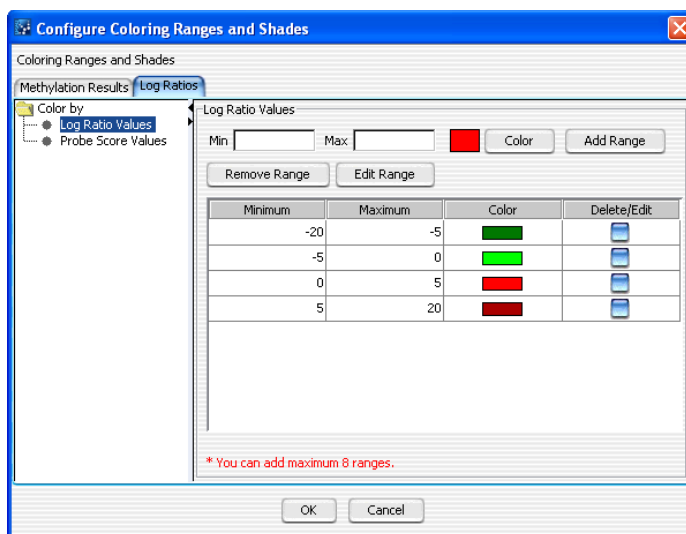 Configure Coloring Ranges and Shades
Coloring Ranges and Shades
Methylation Results Log Ratios
Color by
Log Ratio Values
Probe Score Values
Log Ratio Values
Min Max Color Add Range
Remove Range Edit Range
Minimum Maximum Color Delete/Edit
-20 -5
-5 0
0 5
5 20
* You can add maximum 8 ranges.
OK Cancel